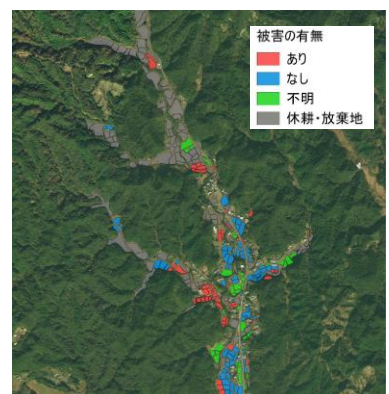 被害の有無
あり
なし
不明
休耕・放棄地